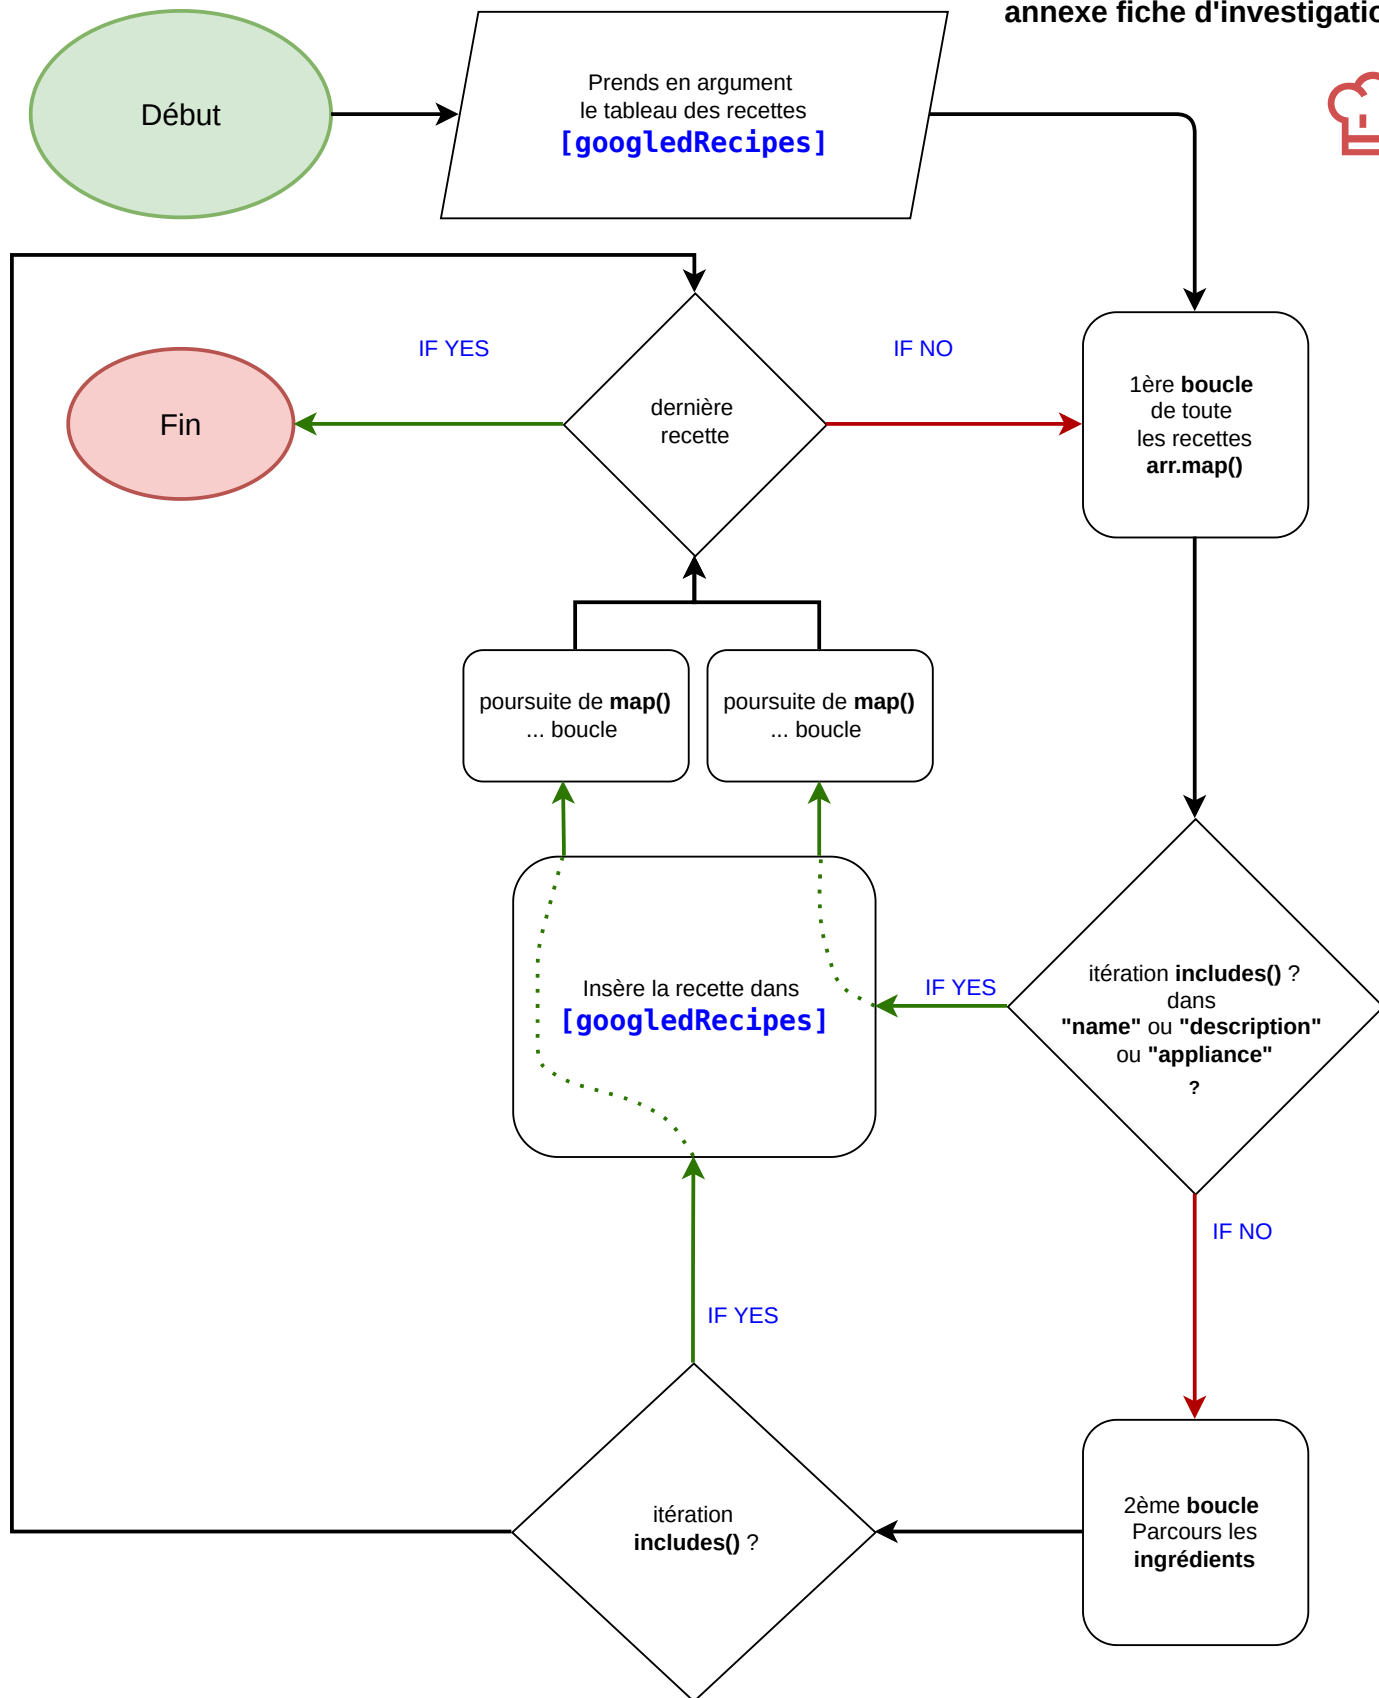 annexe fiche d'investigatio
Début
Prends en argument
le tableau des recettes
[googledRecipes]
IF YES
IF NO
Fin
dernière
recette
1ère boucle
de toute
les recettes
arr.map()
poursuite de map()
... boucle
poursuite de map()
... boucle
Insère la recette dans
[googledRecipes]
IF YES
itération includes() ?
dans
"name" ou "description"
ou "appliance"
?
IF NO
IF YES
itération
includes() ?
2ème boucle
Parcours les
ingrédients